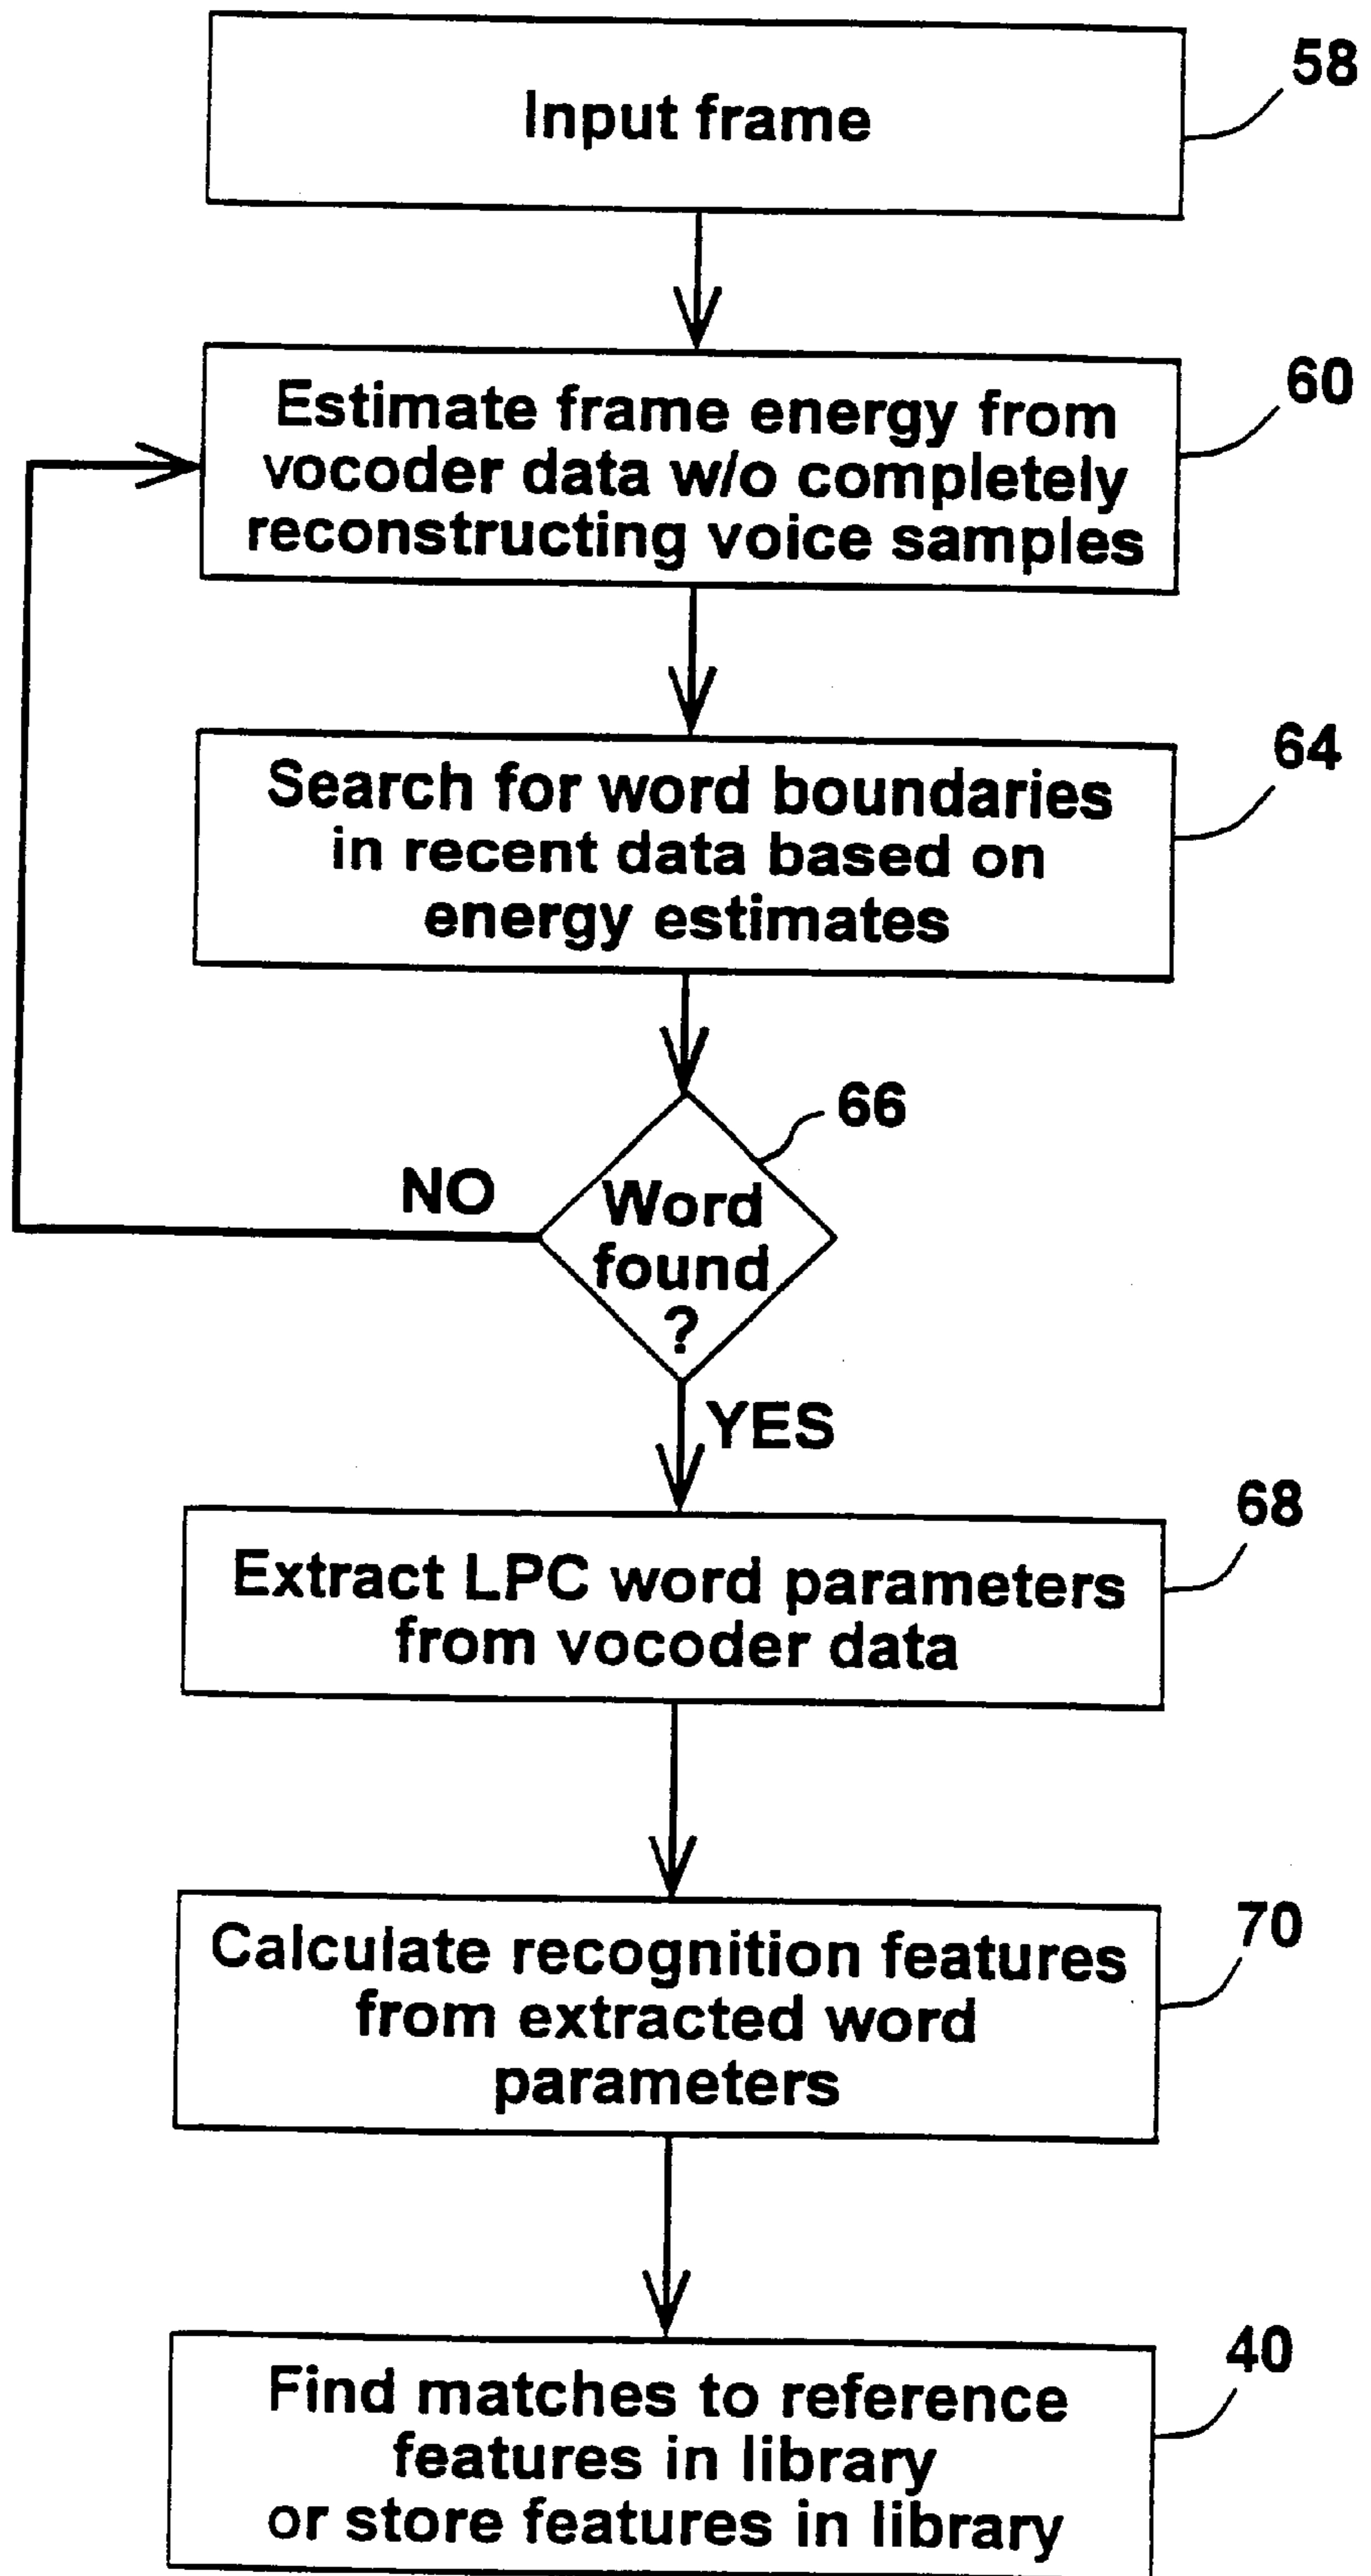 58
Input frame
60
Estimate frame energy from
vocoder data w/o completely
reconstructing voice samples
64
Search for word boundaries
in recent data based on
energy estimates
66
NO
Word
found
?
YES
68
Extract LPC word parameters
from vocoder data
70
Calculate recognition features
from extracted word
parameters
40
Find matches to reference
features in library
or store features in library